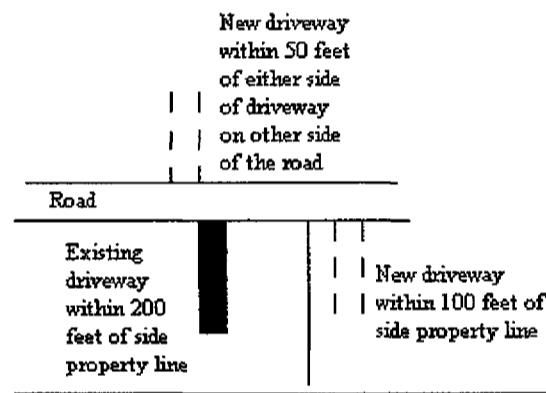 New driveway
within 50 feet
of either side
of driveway
on other side
of the road
Road
Existing
driveway
within 200
feet of side
property line
New driveway
within 100 feet of
side property line